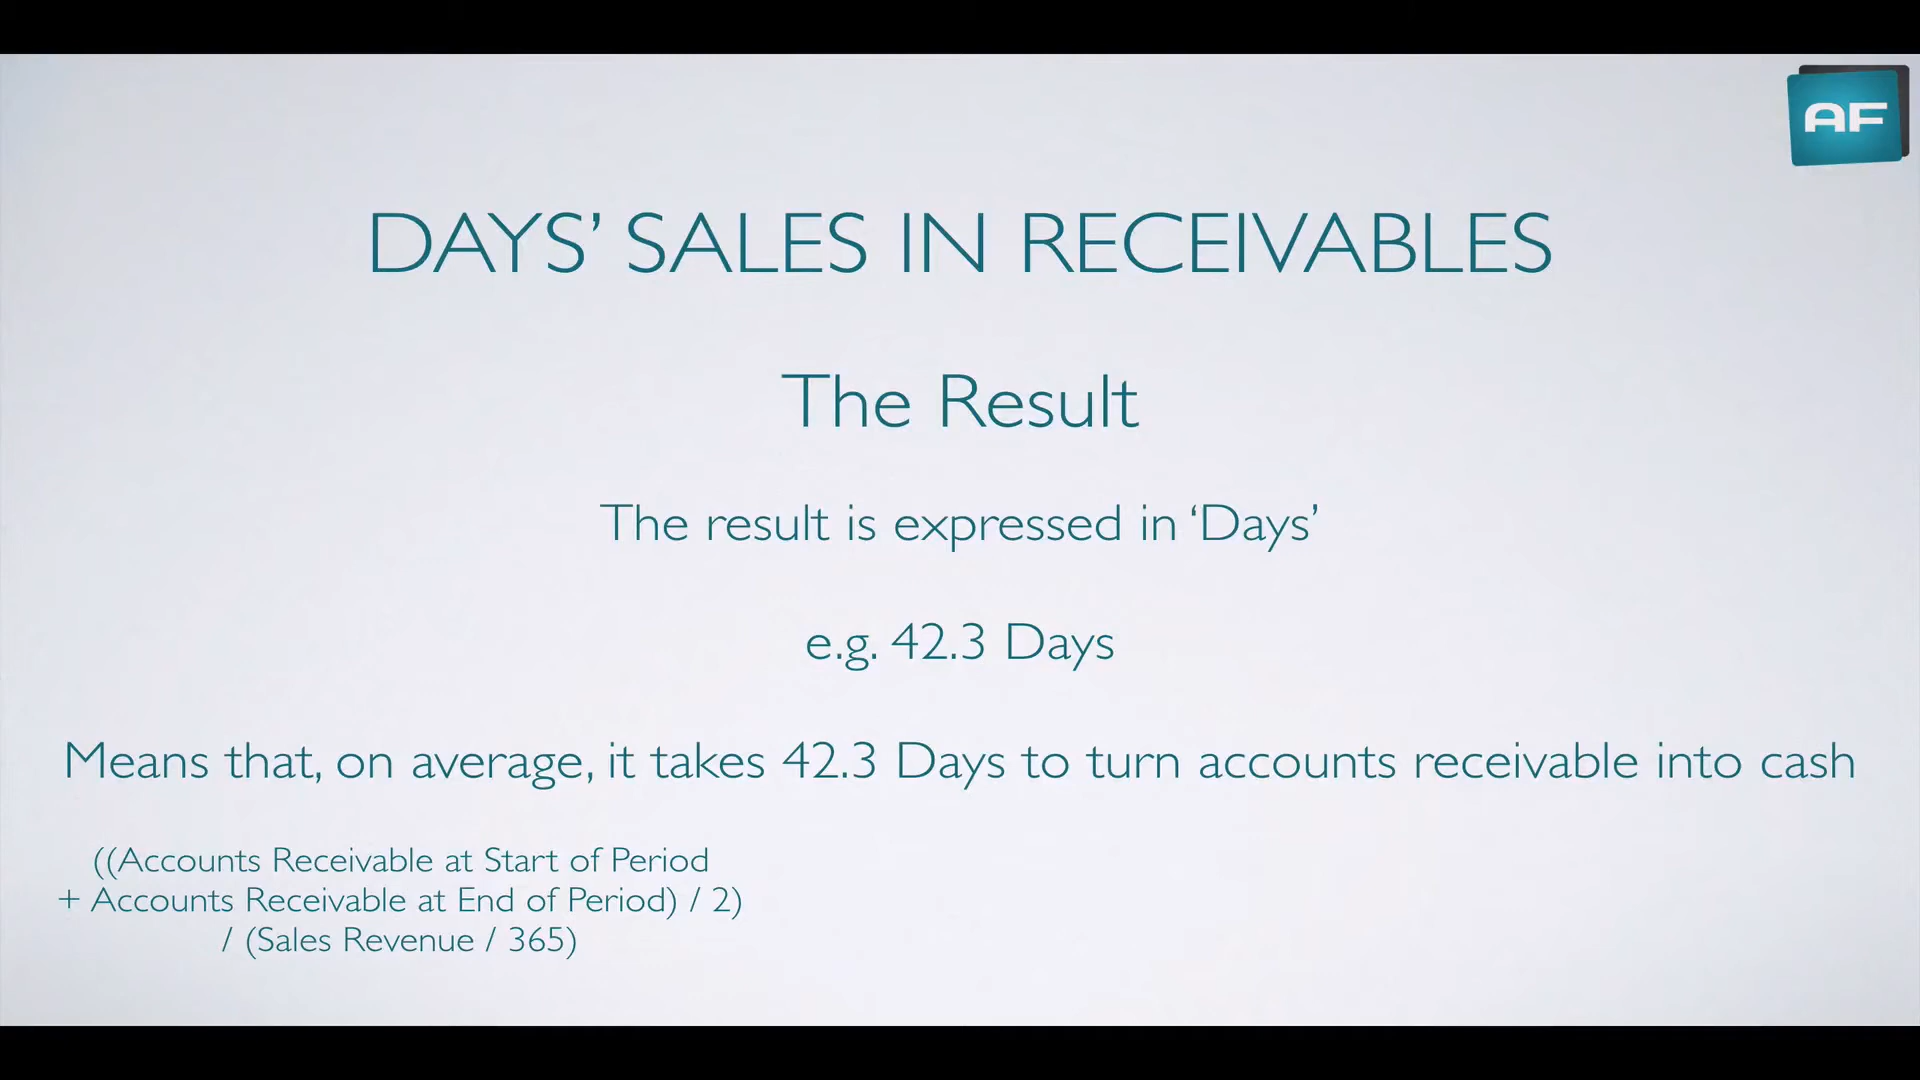 AF
DAYS’ SALES IN RECEIVABLES
The Result
The result is expressed in ‘Days’
e.g. 42.3 Days
Means that, on average, it takes 42.3 Days to turn accounts receivable into cash
((Accounts Receivable at Start of Period
+ Accounts Receivable at End of Period) / 2)
/ (Sales Revenue / 365)